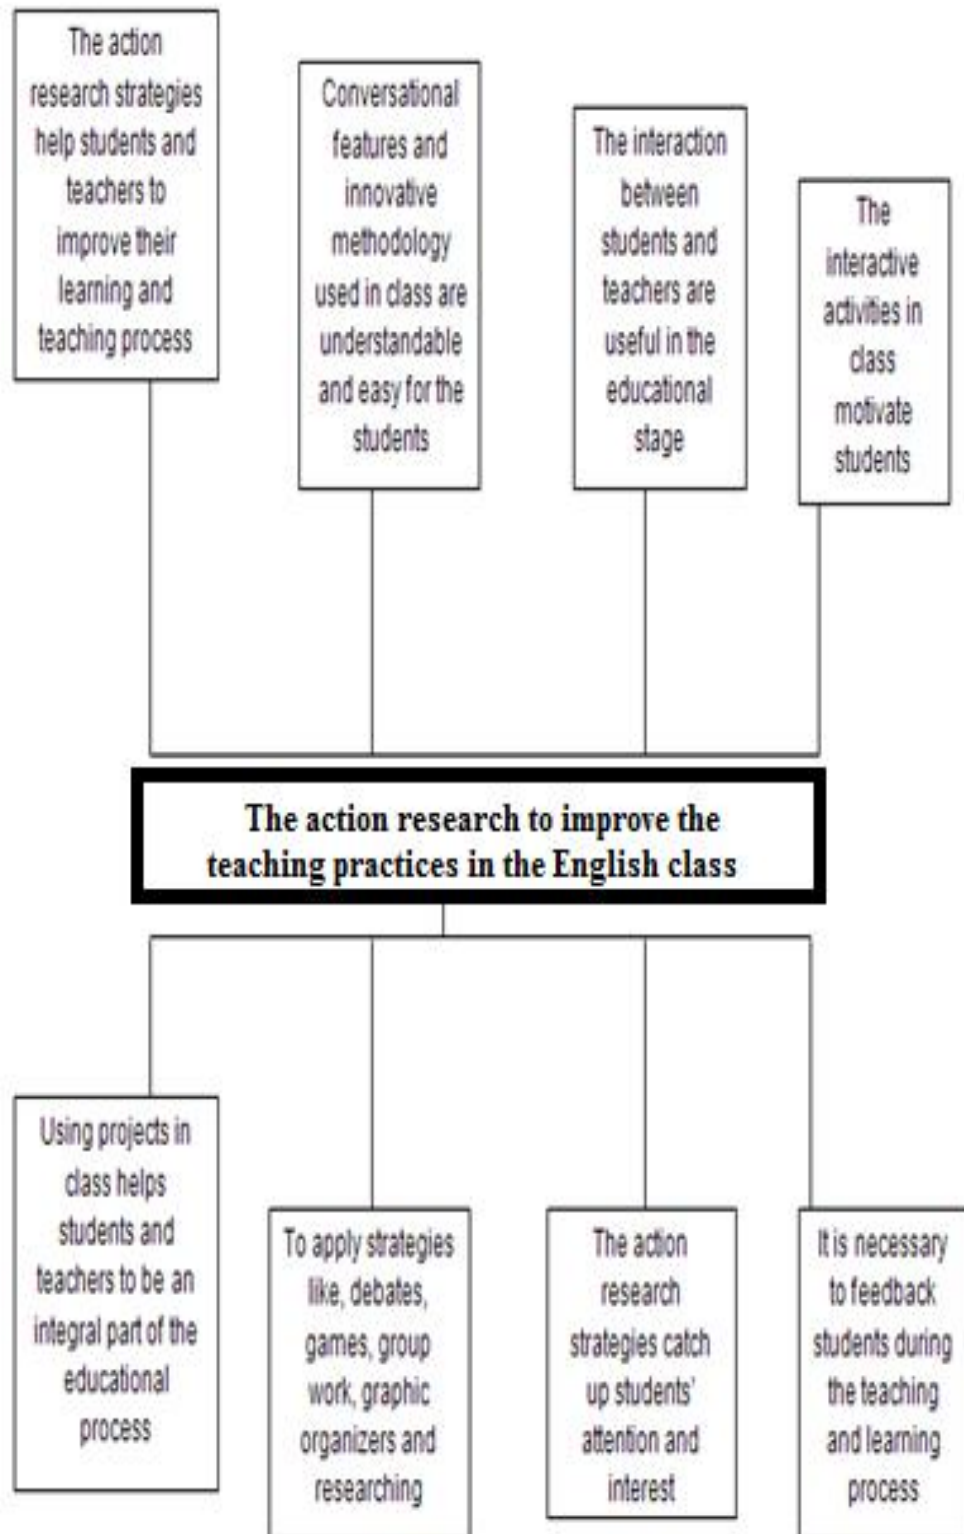 The action
research strategies
help students and
teachers to
improve their
learning and
teaching process
Conversational
features and
innovative
methodology
used in class are
understandable
and easy for the
students
The interaction
between
students and
teachers are
useful in the
educational
stage
The
interactive
activities in
class
motivate
students
The action research to improve the
teaching practices in the English class
Using projects in
class helps
students and
teachers to be an
integral part of the
educational
process
To apply strategies
like, debates,
games, group
work, graphic
organizers and
researching
The action
research
strategies catch
up students'
attention and
interest
It is necessary
to feedback
students during
the teaching
and learning
process